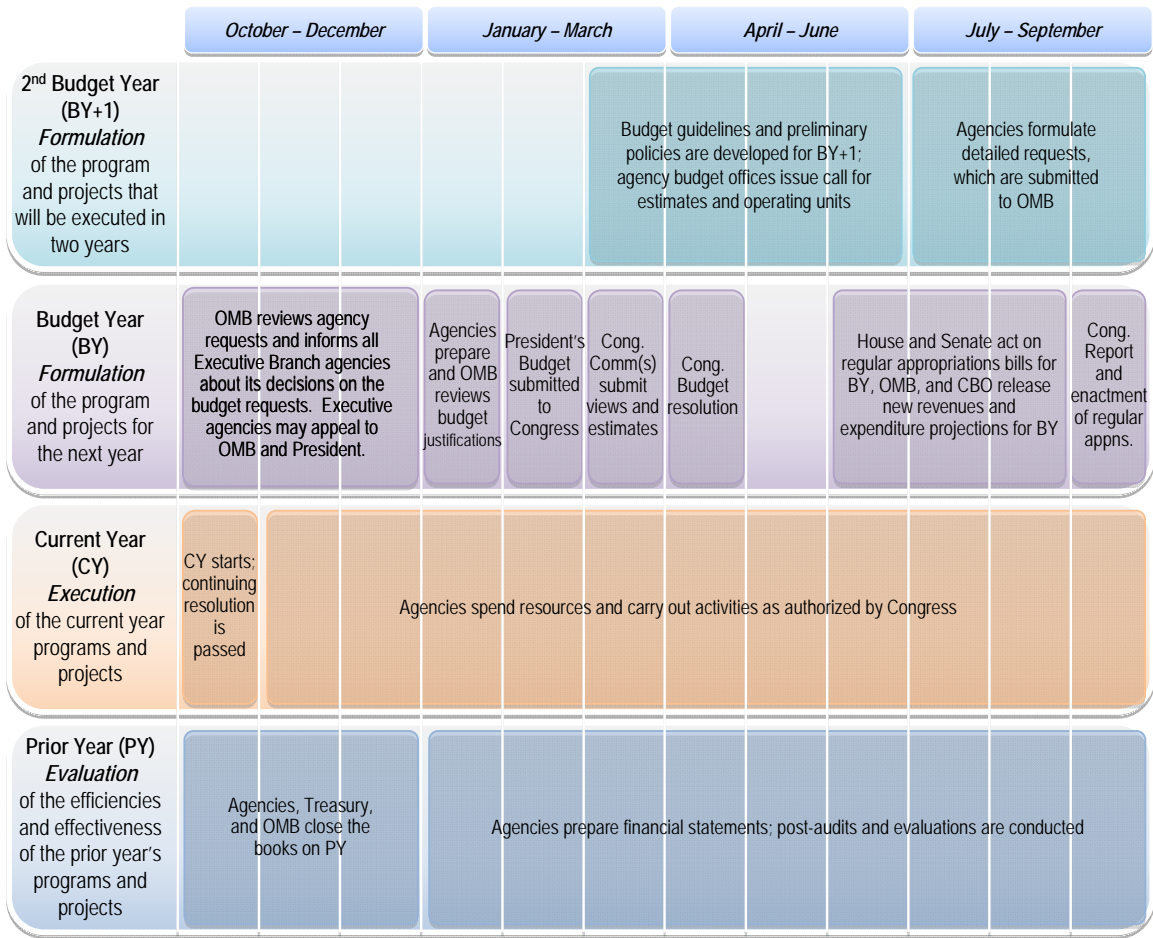 October – December
January – March
April – June
July – September
2nd Budget Year
(BY+1)
Formulation
of the program
and projects that
will be executed in
two years
Budget guidelines and preliminary
policies are developed for BY+1;
agency budget offices issue call for
estimates and operating units
Agencies formulate
detailed requests,
which are submitted
to OMB
Budget Year
(BY)
Formulation
of the program
and projects for
the next year
OMB reviews agency
requests and informs all
Executive Branch agencies
about its decisions on the
budget requests. Executive
agencies may appeal to
OMB and President.
Agencies
prepare
and OMB
reviews
budget
justifications
President's
Budget
submitted
to
Congress
Cong.
Comm(s)
submit
views and
estimates
Cong.
Budget
resolution
House and Senate act on
regular appropriations bills for
BY, OMB, and CBO release
new revenues and
expenditure projections for BY
Cong.
Report
and
enactment
of regular
appns.
Current Year
(CY)
Execution
of the current year
programs and
projects
CY starts;
continuing
resolution
is
passed
Agencies spend resources and carry out activities as authorized by Congress
Prior Year (PY)
Evaluation
of the efficiencies
and effectiveness
of the prior year's
programs and
projects
Agencies, Treasury,
and OMB close the
books on PY
Agencies prepare financial statements; post-audits and evaluations are conducted